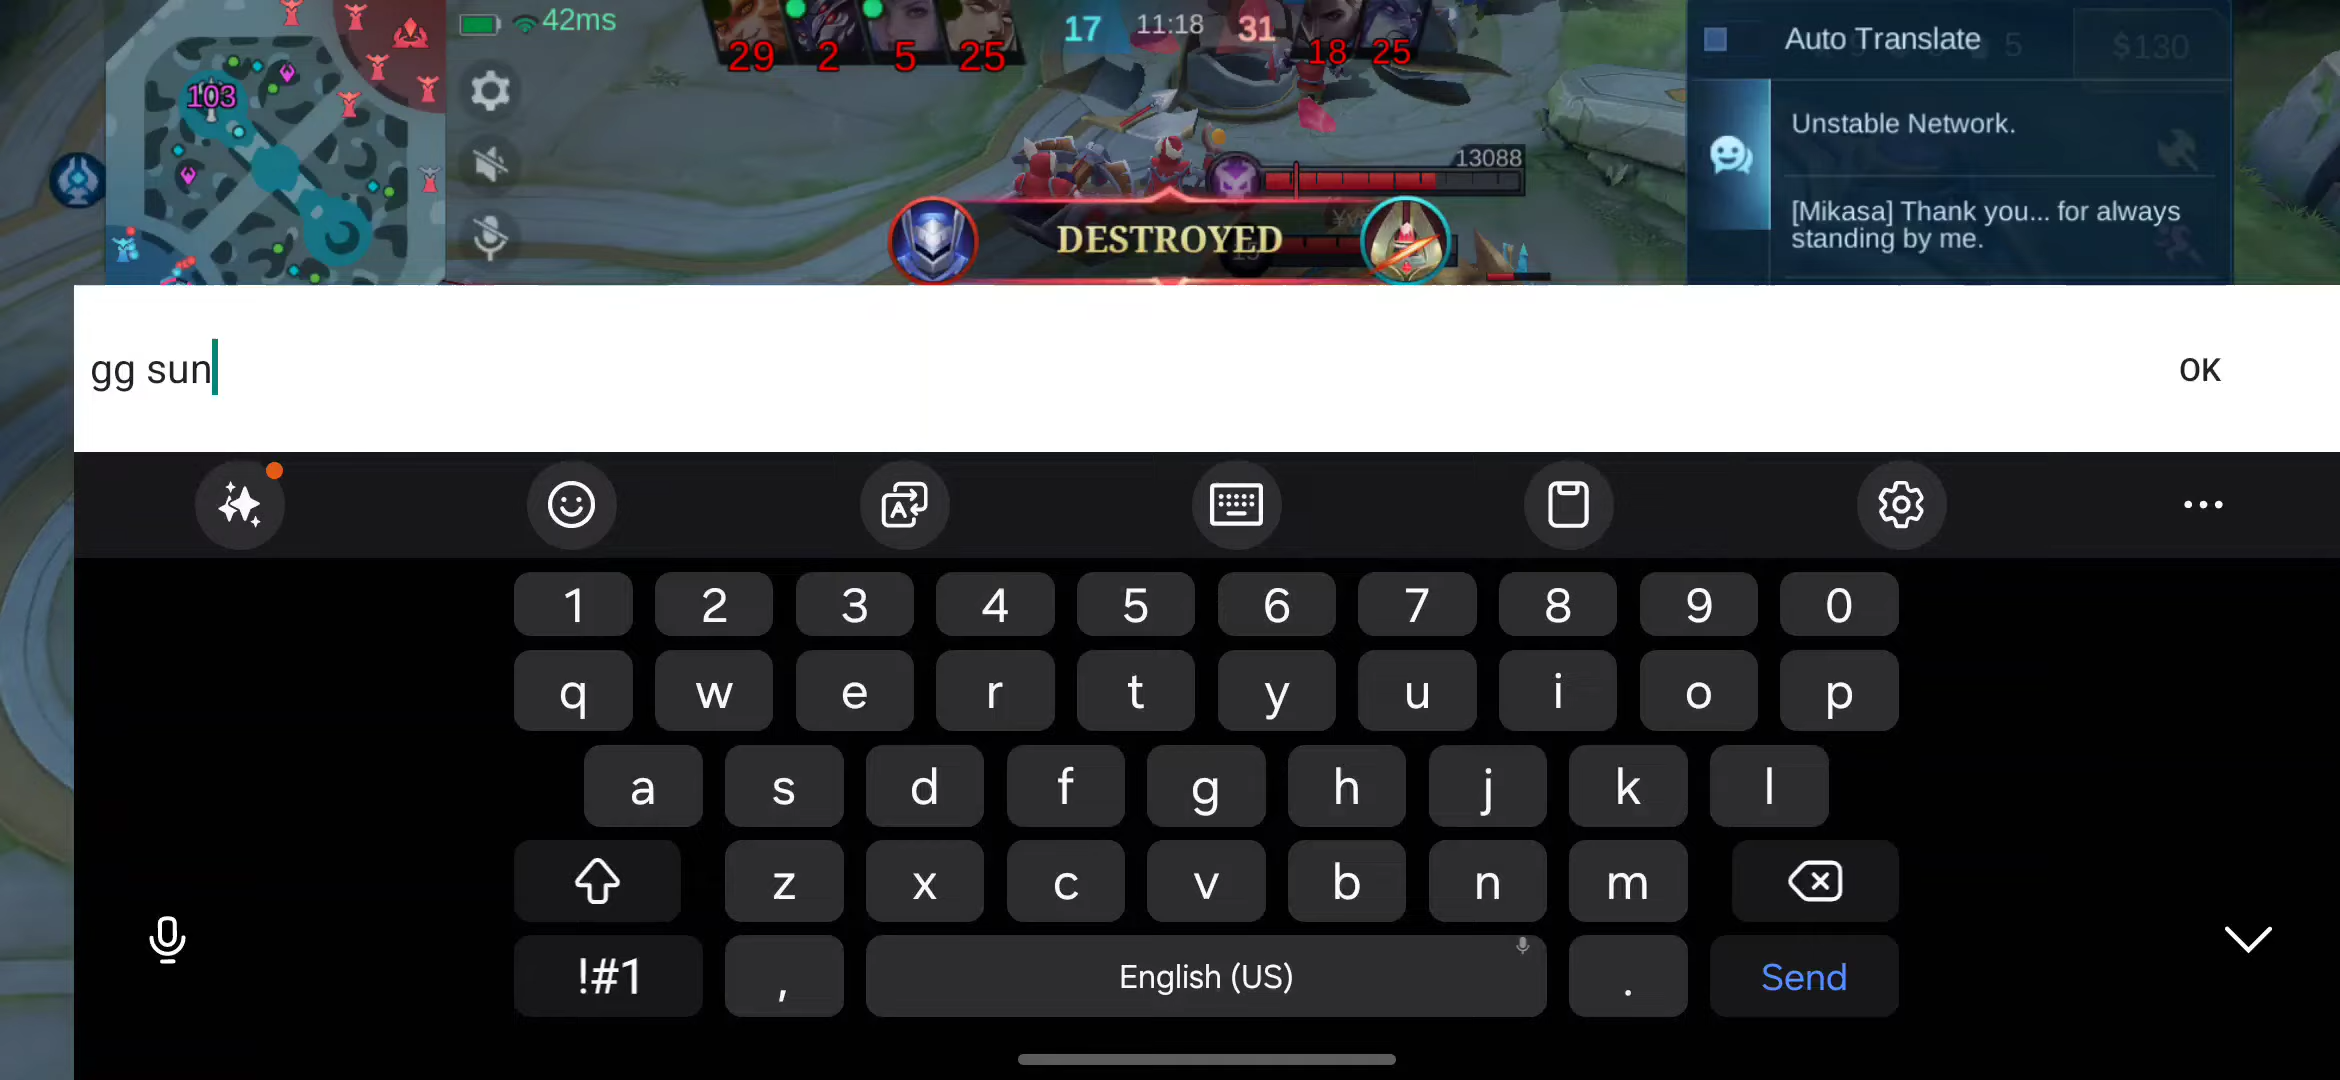 42ms
29 2 5 25
17 11:18 31
18 25
103
13088
DESTROYED
Auto Translate
$130
Unstable Network.
[Mikasa] Thank you... for always
standing by me.
gg sun
OK
1 2 3 4 5 6 7 8 9 0
q w e r t y u i o p
a s d f g h j k l
z x c v b n m
!#1 , English (US) . Send